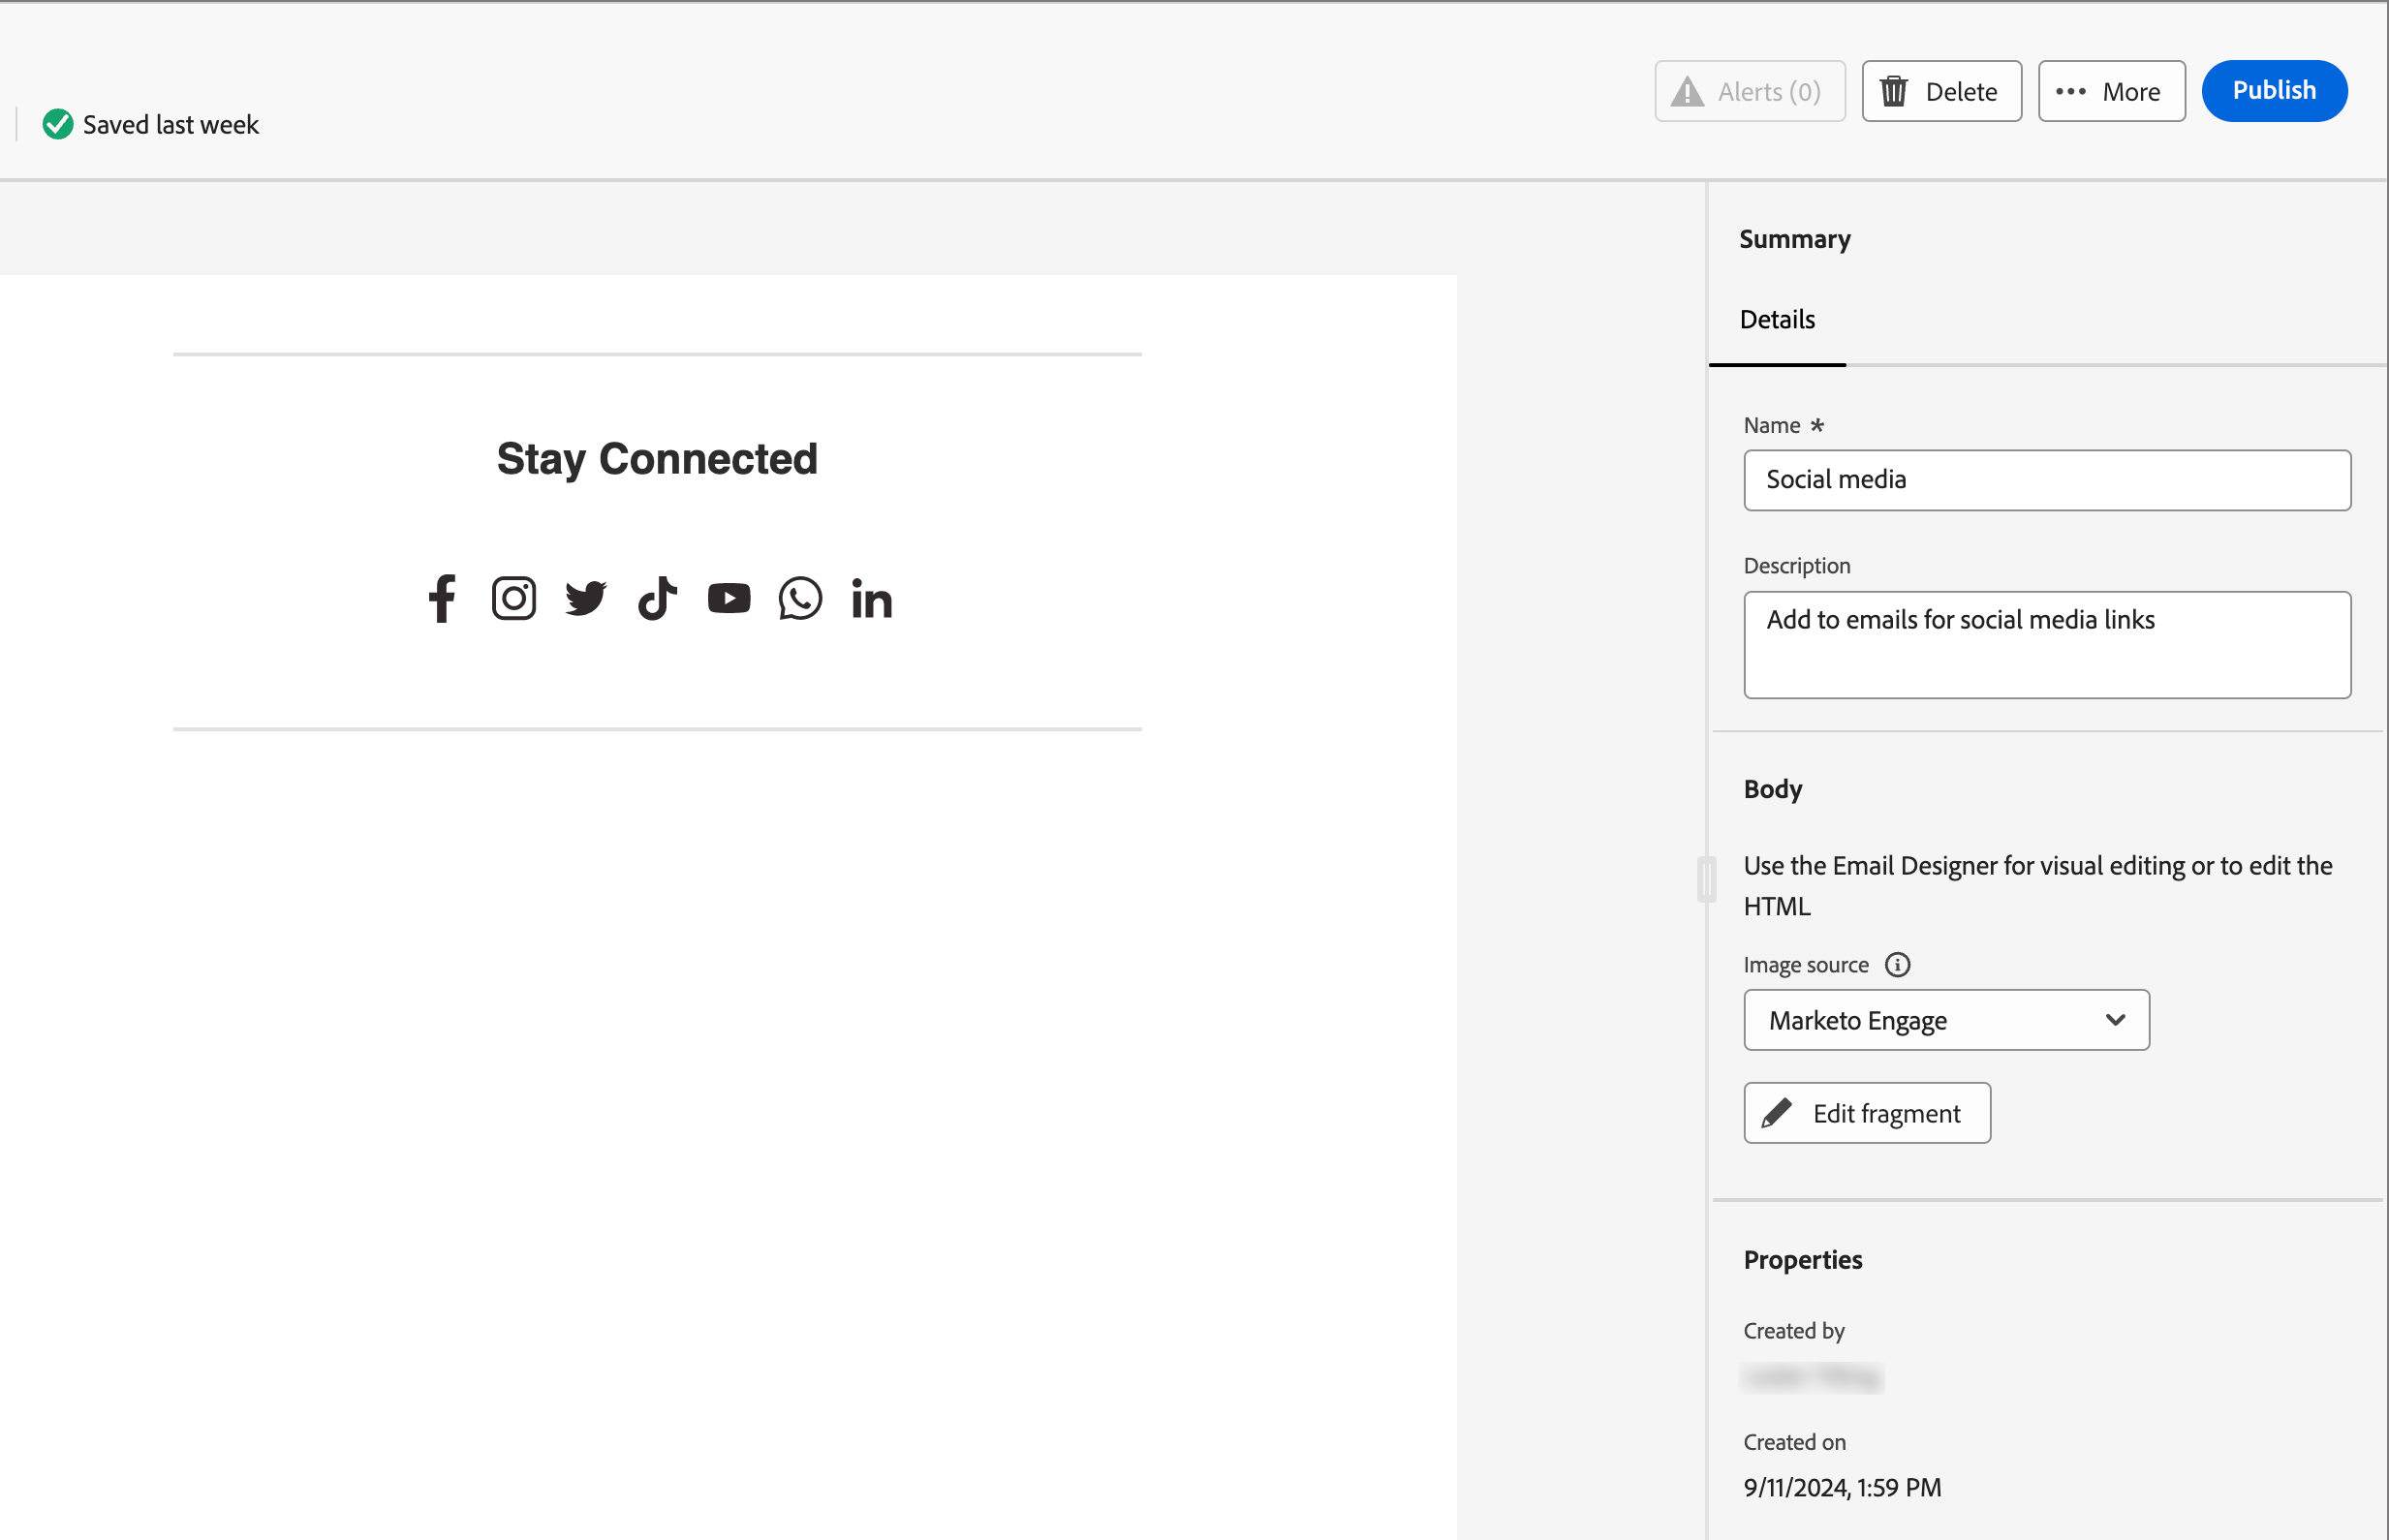 Saved last week
Alerts (0)
Delete
More
Publish
Stay Connected
Summary
Details
Name *
Social media
Description
Add to emails for social media links
Body
Use the Email Designer for visual editing or to edit the
HTML
Image source
Marketo Engage
Edit fragment
Properties
Created by
Created on
9/11/2024, 1:59 PM